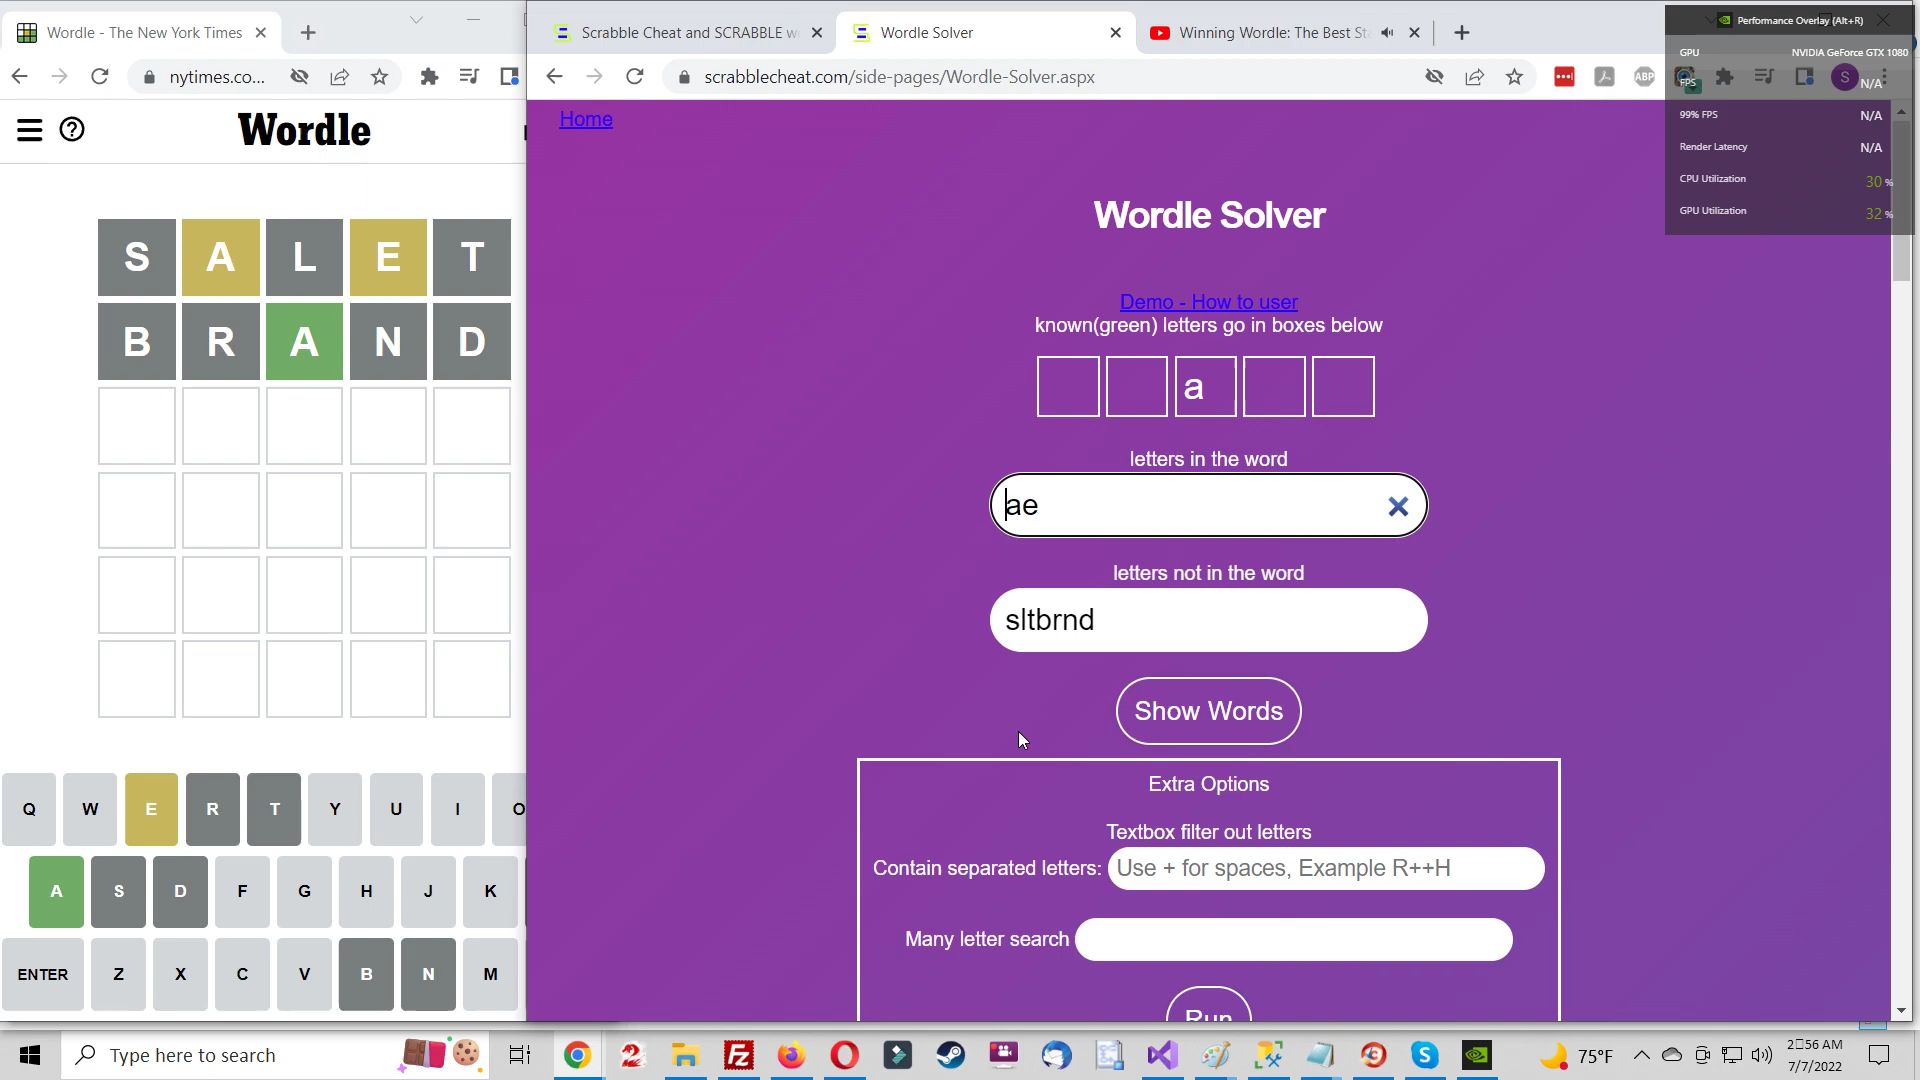 Wordle - The New York Times
Scrabble Cheat and SCRABBLE w
Wordle Solver
Winning Wordle: The Best St
nytimes.co...
scrabblecheat.com/side-pages/Wordle-Solver.aspx
ABP
S
Performance Overlay (Alt+R)
GPU NVIDIA GeForce GTX 1080
FPS N/A
99% FPS N/A
Render Latency N/A
CPU Utilization 30 %
GPU Utilization 32 %
Wordle
S A L E T
B R A N D
Q W E R T Y U I O
A S D F G H J K
ENTER Z X C V B N M
Home
Wordle Solver
Demo - How to user
known(green) letters go in boxes below
a
letters in the word
ae
letters not in the word
sltbrnd
Show Words
Extra Options
Textbox filter out letters
Contain separated letters: Use + for spaces, Example R++H
Many letter search
Run
Type here to search
75°F
2:56 AM
7/7/2022